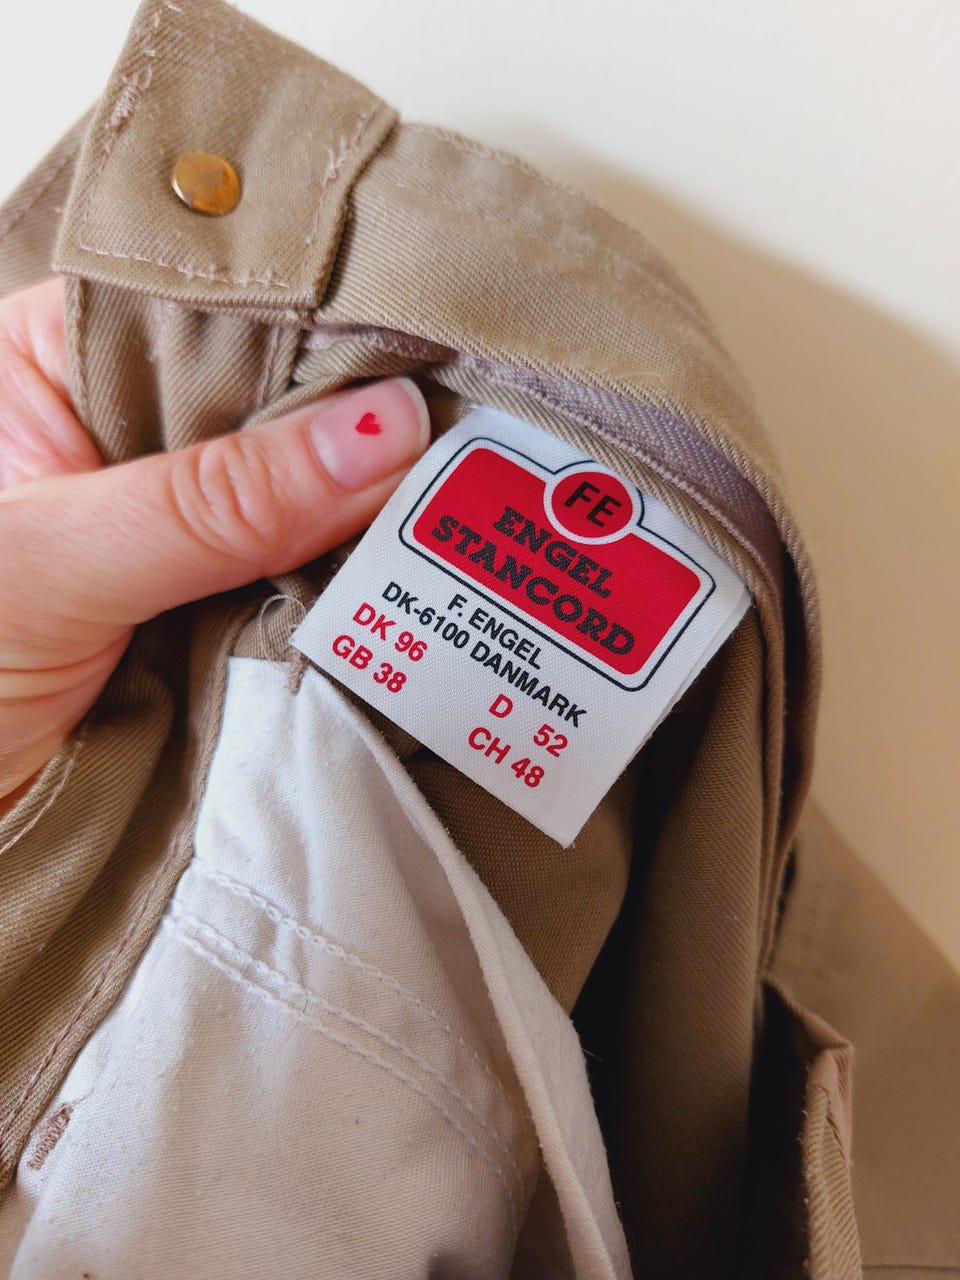 FE
ENGEL
STANCORD
F. ENGEL
DK-6100 DANMARK
DK 96 D 52
GB 38 CH 48